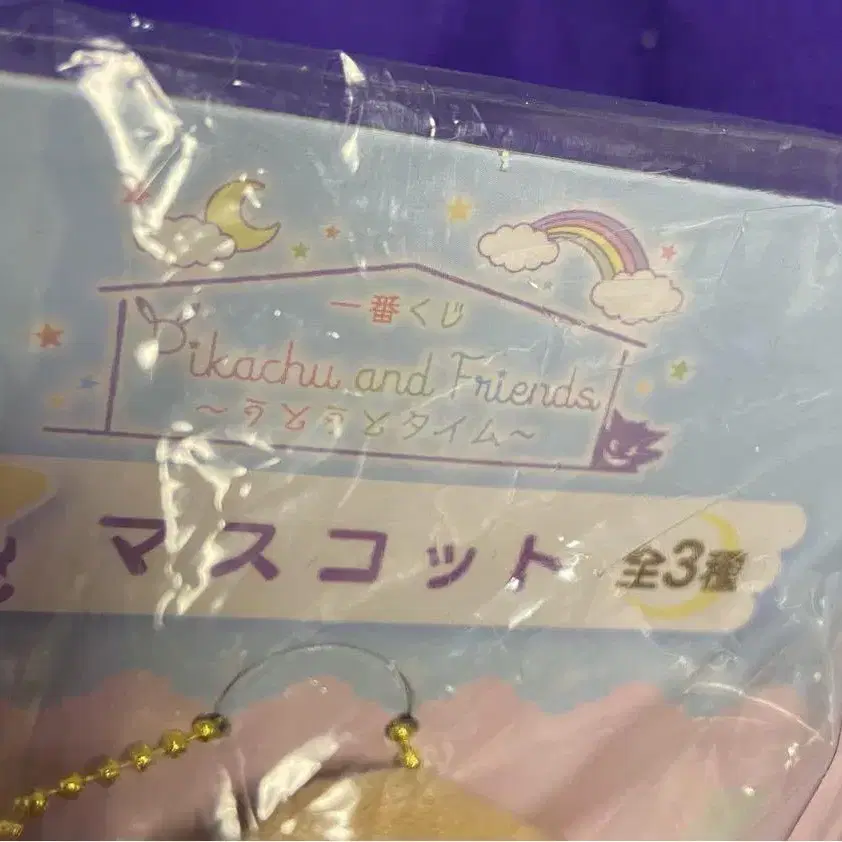 一番くじ
Pikachu and Friends
～うとうとタイム～
マスコット 全3種